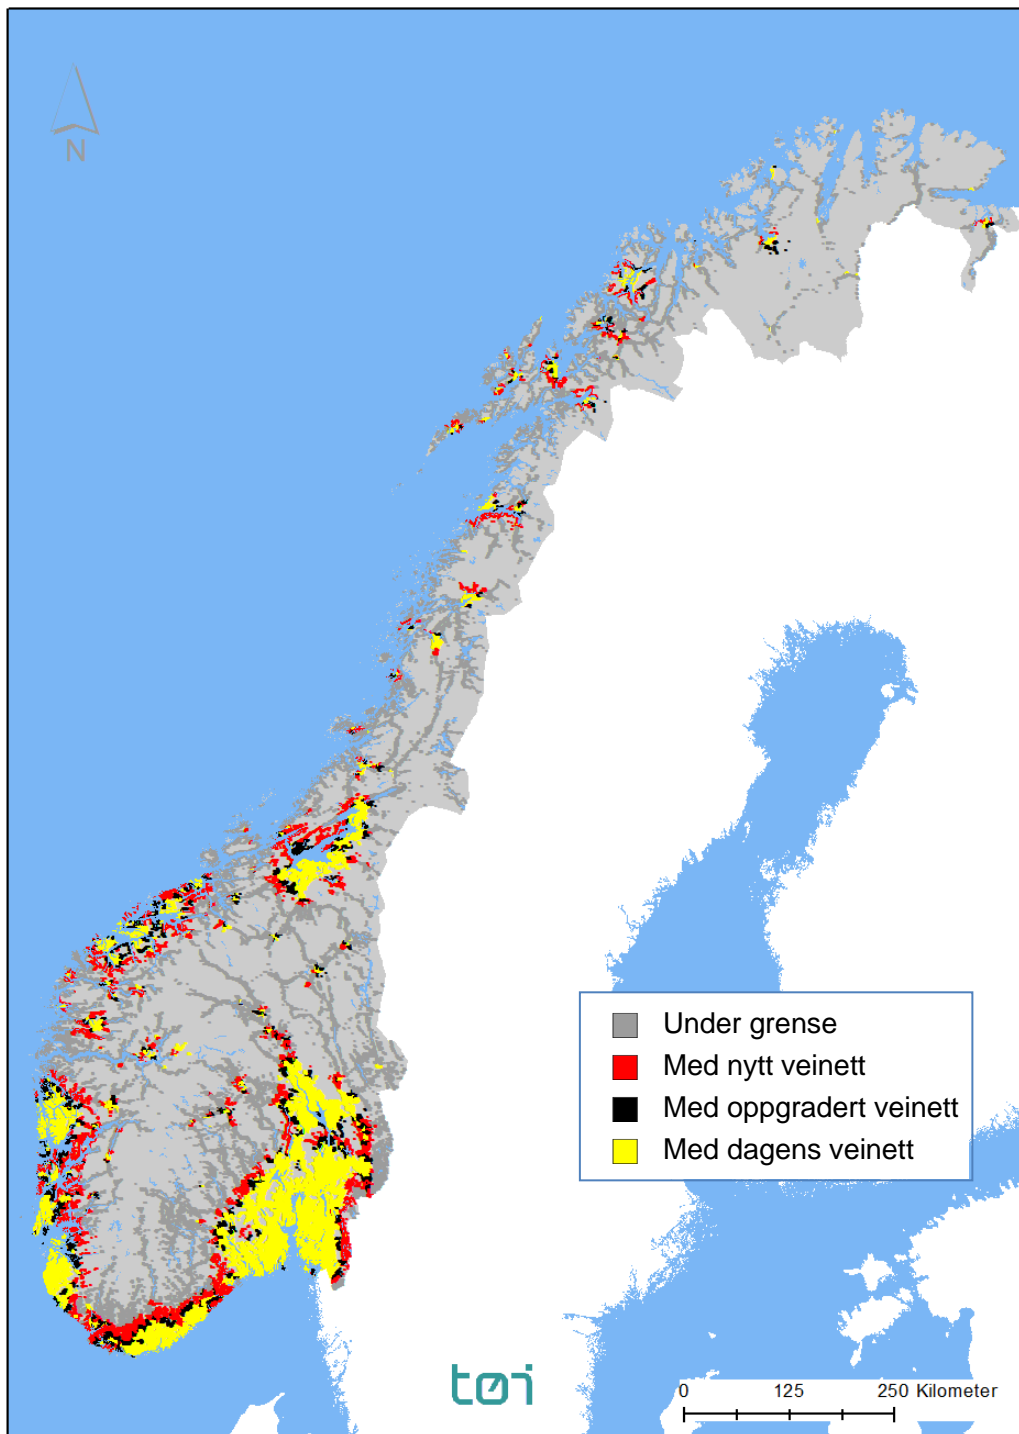 N
Under grense
Med nytt veinett
Med oppgradert veinett
Med dagens veinett
tøi
0 125 250 Kilometer